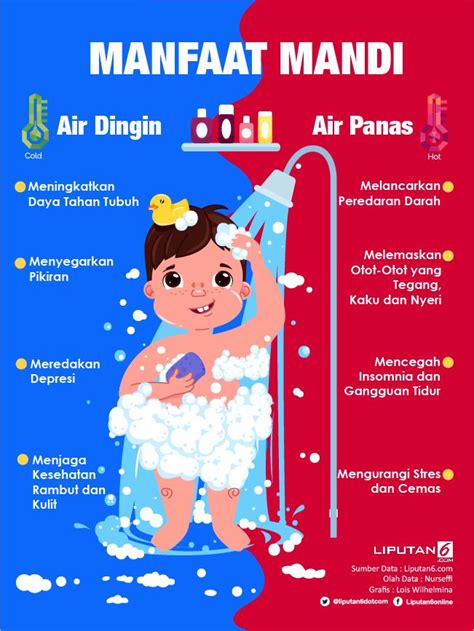 MANFAAT MANDI
Air Dingin
Cold
Meningkatkan
Daya Tahan Tubuh
Menyegarkan
Pikiran
Meredakan
Depresi
Menjaga
Kesehatan
Rambut dan
Kulit
Air Panas
Hot
Melancarkan
Peredaran Darah
Melemaskan
Otot-Otot yang
Tegang,
Kaku dan Nyeri
Mencegah
Insomnia dan
Gangguan Tidur
Mengurangi Stres
dan Cemas
LIPUTAN 6
.COM
Sumber Data : Liputan6.com
Olah Data : Nurseffi
Grafis : Lois Wilhelmina
@liputan6dotcom Liputan6online